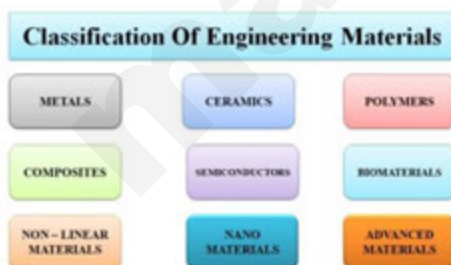 Classification Of Engineering Materials
METALS
CERAMICS
POLYMERS
COMPOSITES
SEMICONDUCTORS
BIOMATERIALS
NON – LINEAR
MATERIALS
NANO
MATERIALS
ADVANCED
MATERIALS